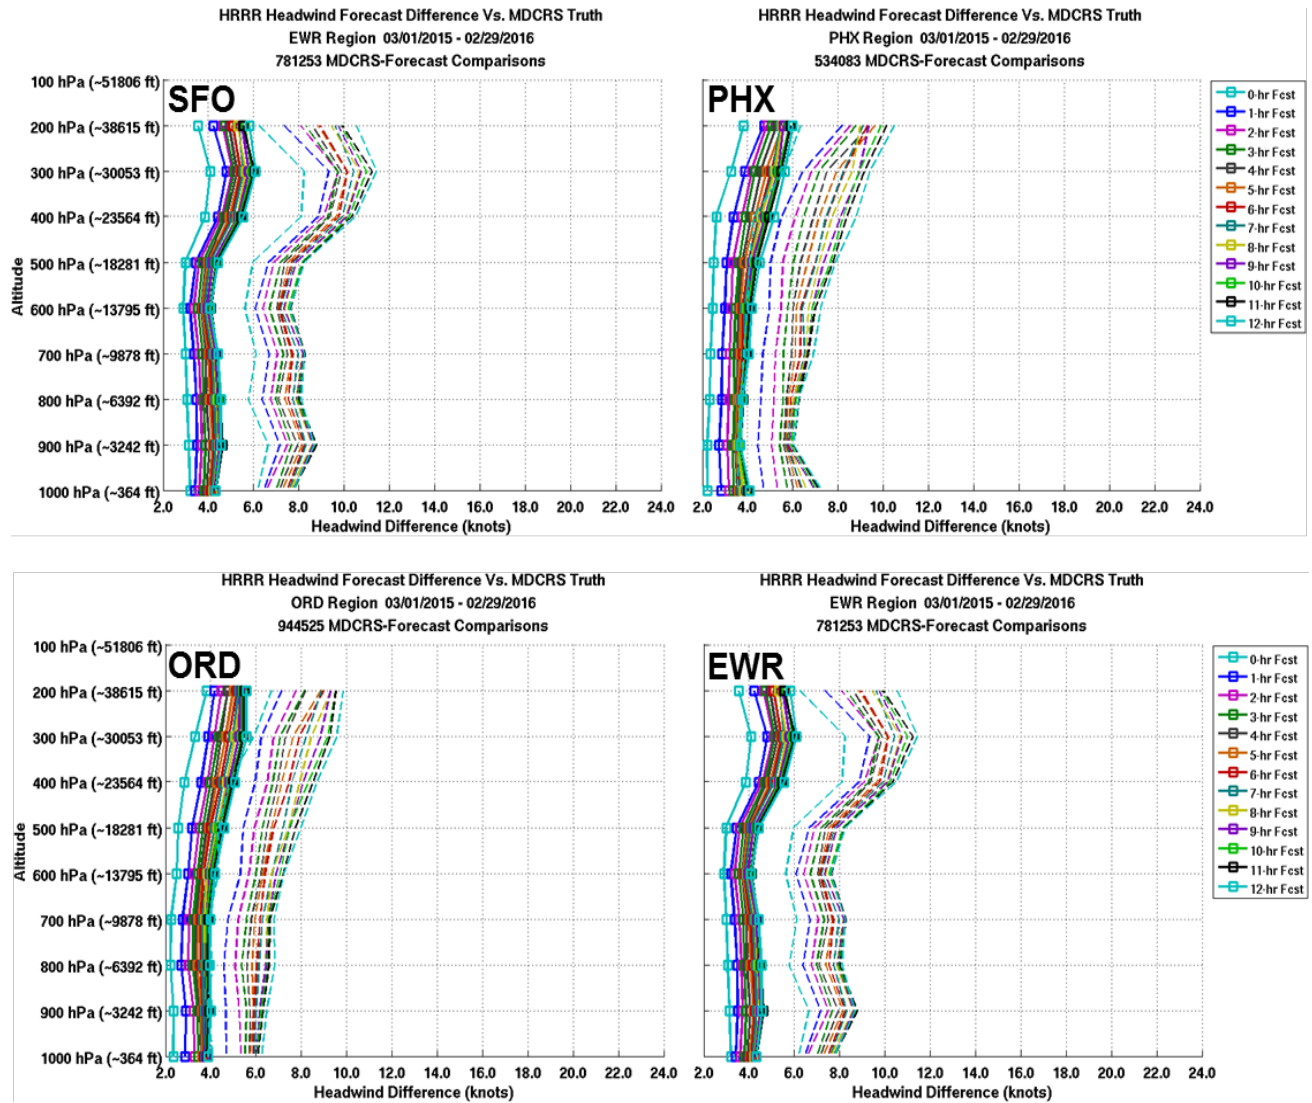 HRRR Headwind Forecast Difference Vs. MDCRS Truth
EWR Region 03/01/2015 - 02/29/2016
781253 MDCRS-Forecast Comparisons
SFO
100 hPa (~51806 ft)
200 hPa (~38615 ft)
300 hPa (~30053 ft)
400 hPa (~23564 ft)
500 hPa (~18281 ft)
600 hPa (~13795 ft)
700 hPa (~9878 ft)
800 hPa (~6392 ft)
900 hPa (~3242 ft)
1000 hPa (~364 ft)
Altitude
2.0 4.0 6.0 8.0 10.0 12.0 14.0 16.0 18.0 20.0 22.0 24.0
Headwind Difference (knots)
HRRR Headwind Forecast Difference Vs. MDCRS Truth
PHX Region 03/01/2015 - 02/29/2016
534083 MDCRS-Forecast Comparisons
PHX
2.0 4.0 6.0 8.0 10.0 12.0 14.0 16.0 18.0 20.0 22.0 24.0
Headwind Difference (knots)
0-hr Fcst
1-hr Fcst
2-hr Fcst
3-hr Fcst
4-hr Fcst
5-hr Fcst
6-hr Fcst
7-hr Fcst
8-hr Fcst
9-hr Fcst
10-hr Fcst
11-hr Fcst
12-hr Fcst
HRRR Headwind Forecast Difference Vs. MDCRS Truth
ORD Region 03/01/2015 - 02/29/2016
944525 MDCRS-Forecast Comparisons
ORD
100 hPa (~51806 ft)
200 hPa (~38615 ft)
300 hPa (~30053 ft)
400 hPa (~23564 ft)
500 hPa (~18281 ft)
600 hPa (~13795 ft)
700 hPa (~9878 ft)
800 hPa (~6392 ft)
900 hPa (~3242 ft)
1000 hPa (~364 ft)
Altitude
2.0 4.0 6.0 8.0 10.0 12.0 14.0 16.0 18.0 20.0 22.0 24.0
Headwind Difference (knots)
HRRR Headwind Forecast Difference Vs. MDCRS Truth
EWR Region 03/01/2015 - 02/29/2016
781253 MDCRS-Forecast Comparisons
EWR
2.0 4.0 6.0 8.0 10.0 12.0 14.0 16.0 18.0 20.0 22.0 24.0
Headwind Difference (knots)
0-hr Fcst
1-hr Fcst
2-hr Fcst
3-hr Fcst
4-hr Fcst
5-hr Fcst
6-hr Fcst
7-hr Fcst
8-hr Fcst
9-hr Fcst
10-hr Fcst
11-hr Fcst
12-hr Fcst